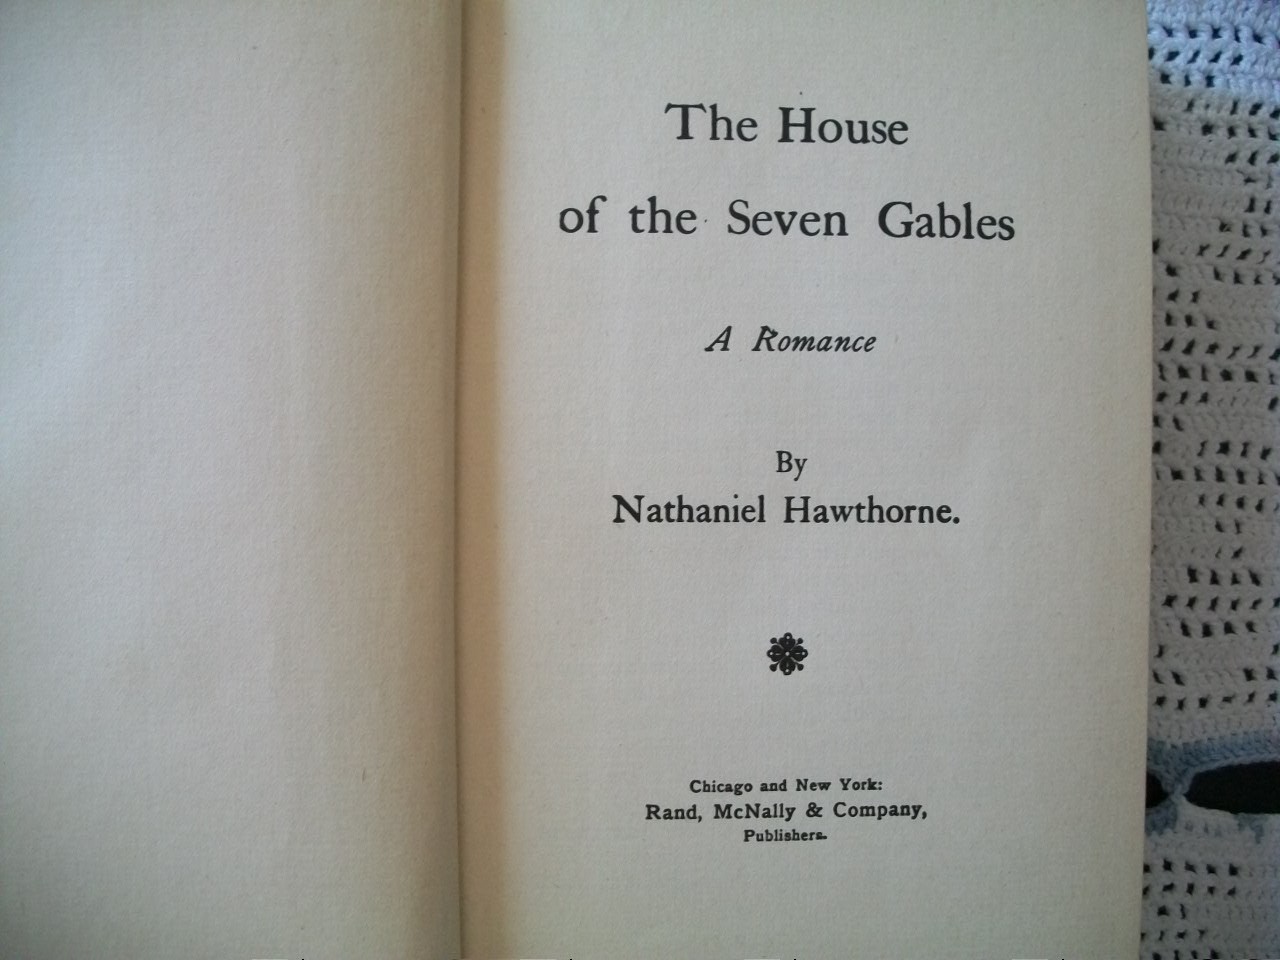 The House
of the Seven Gables
A Romance
By
Nathaniel Hawthorne.
Chicago and New York:
Rand, McNally & Company,
Publishers.